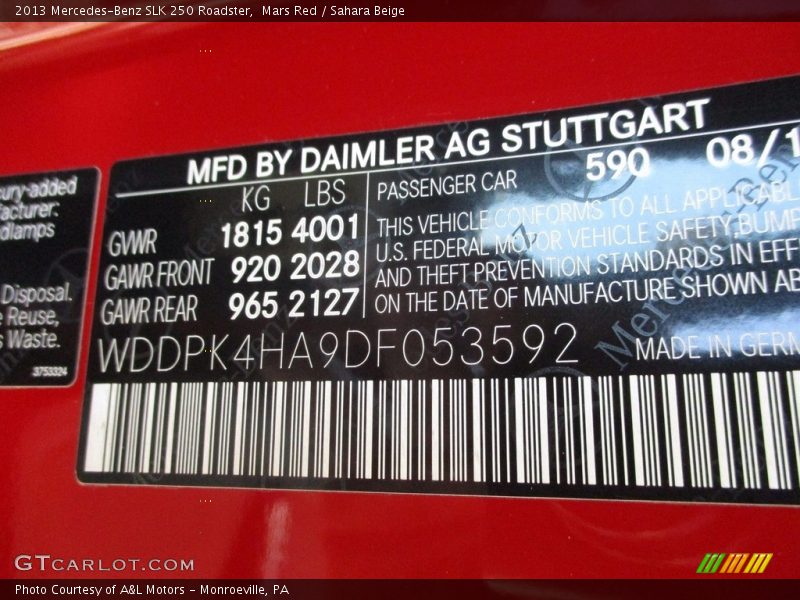 2013 Mercedes-Benz SLK 250 Roadster,  Mars Red / Sahara Beige
ury-added
facturer:
dlamps
Disposal.
Reuse,
s Waste.
3753324
MFD BY DAIMLER AG STUTTGART
KG LBS
GVWR 1815 4001
GAWR FRONT 920 2028
GAWR REAR 965 2127
PASSENGER CAR 590 08/1
THIS VEHICLE CONFORMS TO ALL APPLICABL
U.S. FEDERAL MOTOR VEHICLE SAFETY, BUMP
AND THEFT PREVENTION STANDARDS IN EFF
ON THE DATE OF MANUFACTURE SHOWN AB
WDDPK4HA9DF053592
MADE IN GERM
GTCARLOT.COM
Photo Courtesy of A&L Motors - Monroeville, PA